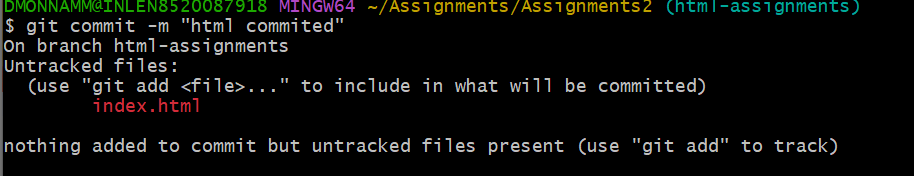 DMONNAMM@INLEN8520087918 MINGW64 ~/Assignments/Assignments2 (html-assignments)
$ git commit -m "html commited"
On branch html-assignments
Untracked files:
  (use "git add <file>..." to include in what will be committed)
        index.html

nothing added to commit but untracked files present (use "git add" to track)